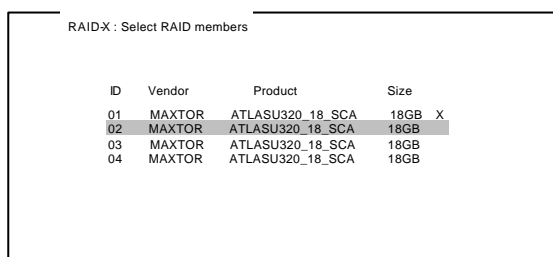 RAID-X : Select RAID members
ID Vendor Product Size
01 MAXTOR ATLASU320_18_SCA 18GB X
02 MAXTOR ATLASU320_18_SCA 18GB
03 MAXTOR ATLASU320_18_SCA 18GB
04 MAXTOR ATLASU320_18_SCA 18GB